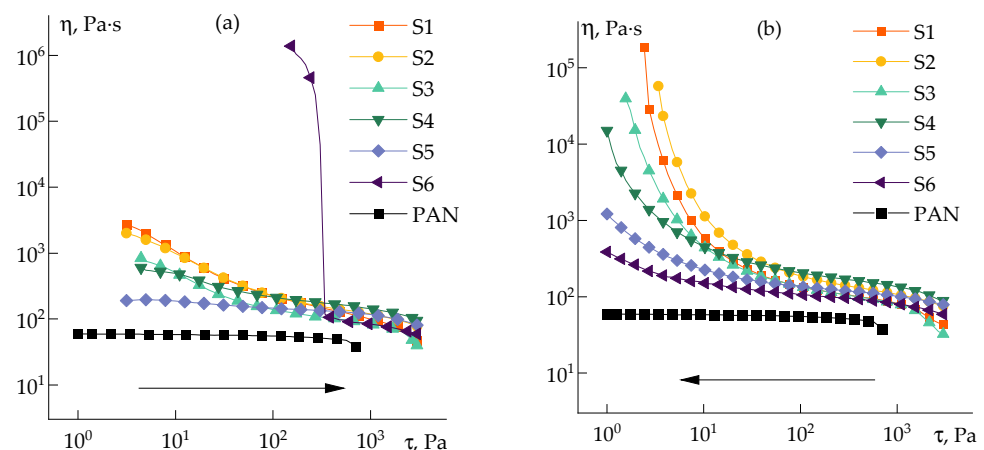 η, Pa·s
(a)
S1
S2
S3
S4
S5
S6
PAN
10⁶
10⁵
10⁴
10³
10²
10¹
10⁰ 10¹ 10² 10³ τ, Pa
η, Pa·s
(b)
S1
S2
S3
S4
S5
S6
PAN
10⁵
10⁴
10³
10²
10¹
10⁰ 10¹ 10² 10³ τ, Pa